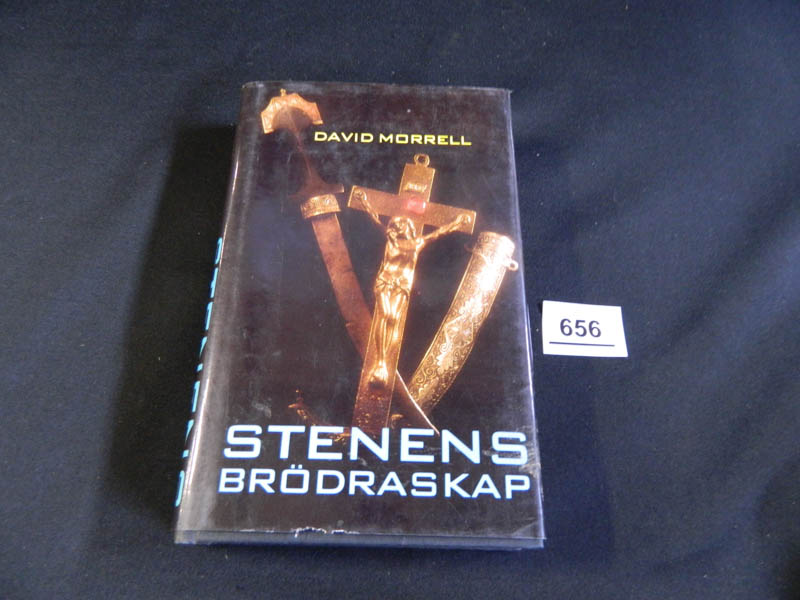 DAVID MORRELL
STENENS
BRÖDRASKAP
656